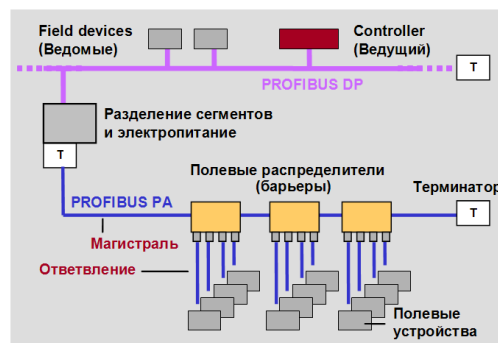 Field devices
(Ведомые)
Controller
(Ведущий)
T
PROFIBUS DP
Разделение сегментов
и электропитание
T
Полевые распределители
(барьеры)
Терминатор
PROFIBUS PA
T
Магистраль
Ответвление
Полевые
устройства